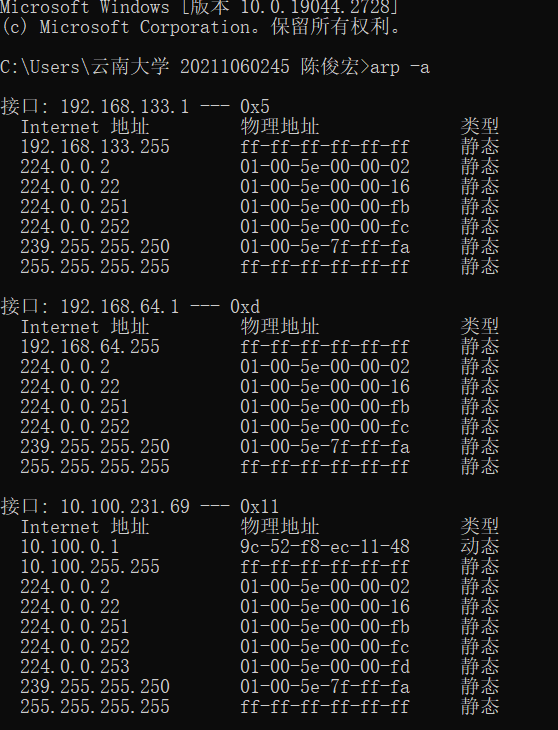 Microsoft Windows [版本 10.0.19044.2728]
(c) Microsoft Corporation。保留所有权利。
C:\Users\云南大学 20211060245 陈俊宏>arp -a
接口: 192.168.133.1 --- 0x5
Internet 地址 物理地址 类型
192.168.133.255 ff-ff-ff-ff-ff-ff 静态
224.0.0.2 01-00-5e-00-00-02 静态
224.0.0.22 01-00-5e-00-00-16 静态
224.0.0.251 01-00-5e-00-00-fb 静态
224.0.0.252 01-00-5e-00-00-fc 静态
239.255.255.250 01-00-5e-7f-ff-fa 静态
255.255.255.255 ff-ff-ff-ff-ff-ff 静态
接口: 192.168.64.1 --- 0xd
Internet 地址 物理地址 类型
192.168.64.255 ff-ff-ff-ff-ff-ff 静态
224.0.0.2 01-00-5e-00-00-02 静态
224.0.0.22 01-00-5e-00-00-16 静态
224.0.0.251 01-00-5e-00-00-fb 静态
224.0.0.252 01-00-5e-00-00-fc 静态
239.255.255.250 01-00-5e-7f-ff-fa 静态
255.255.255.255 ff-ff-ff-ff-ff-ff 静态
接口: 10.100.231.69 --- 0x11
Internet 地址 物理地址 类型
10.100.0.1 9c-52-f8-ec-11-48 动态
10.100.255.255 ff-ff-ff-ff-ff-ff 静态
224.0.0.2 01-00-5e-00-00-02 静态
224.0.0.22 01-00-5e-00-00-16 静态
224.0.0.251 01-00-5e-00-00-fb 静态
224.0.0.252 01-00-5e-00-00-fc 静态
224.0.0.253 01-00-5e-00-00-fd 静态
239.255.255.250 01-00-5e-7f-ff-fa 静态
255.255.255.255 ff-ff-ff-ff-ff-ff 静态